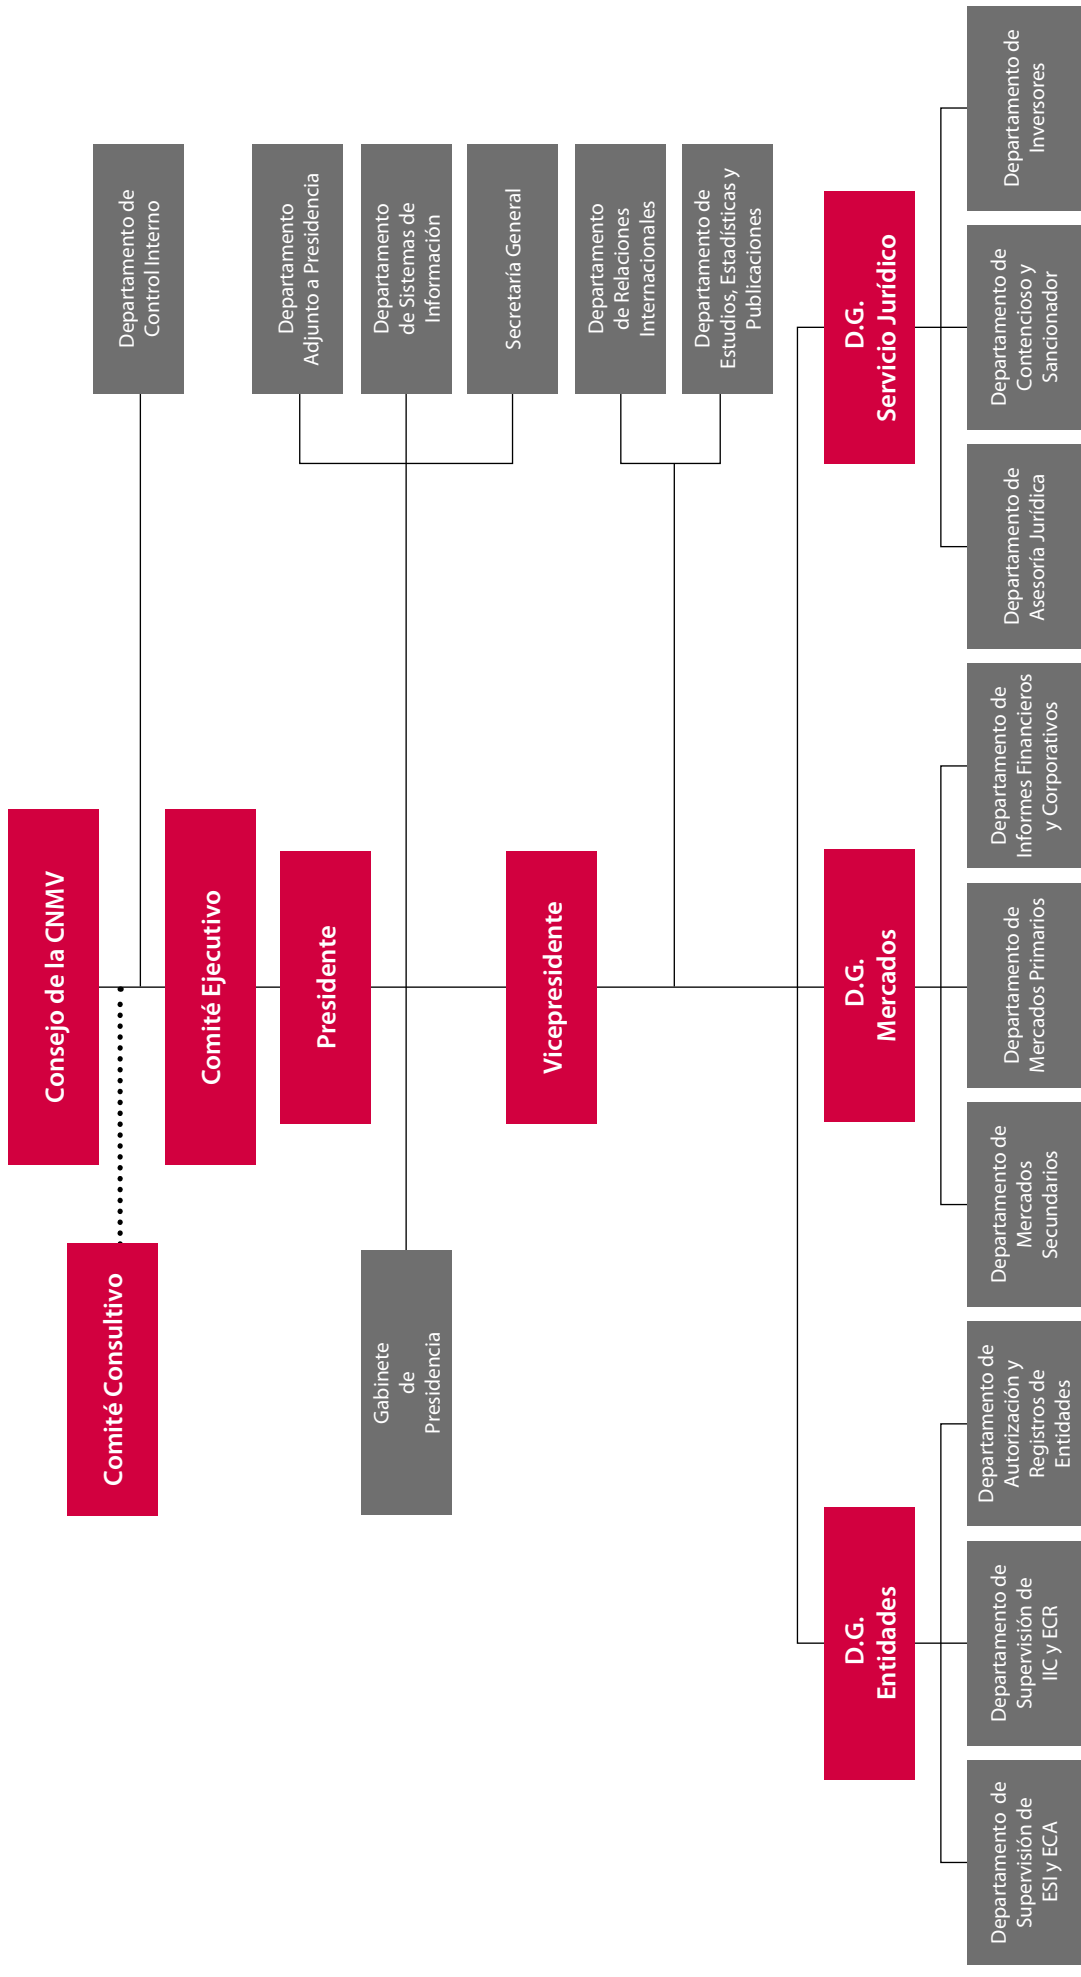 Consejo de la CNMV
Comité Consultivo
Departamento de
Control Interno
Comité Ejecutivo
Presidente
Gabinete
de
Presidencia
Departamento
Adjunto a Presidencia
Departamento
de Sistemas de
Información
Secretaría General
Vicepresidente
Departamento
de Relaciones
Internacionales
Departamento de
Estudios, Estadísticas y
Publicaciones
D.G.
Entidades
D.G.
Mercados
D.G.
Servicio Jurídico
Departamento de
Supervisión de
ESI y ECA
Departamento de
Supervisión de
IIC y ECR
Departamento de
Autorización y
Registros de
Entidades
Departamento de
Mercados
Secundarios
Departamento de
Mercados Primarios
Departamento de
Informes Financieros
y Corporativos
Departamento de
Asesoría Jurídica
Departamento de
Contencioso y
Sancionador
Departamento de
Inversores